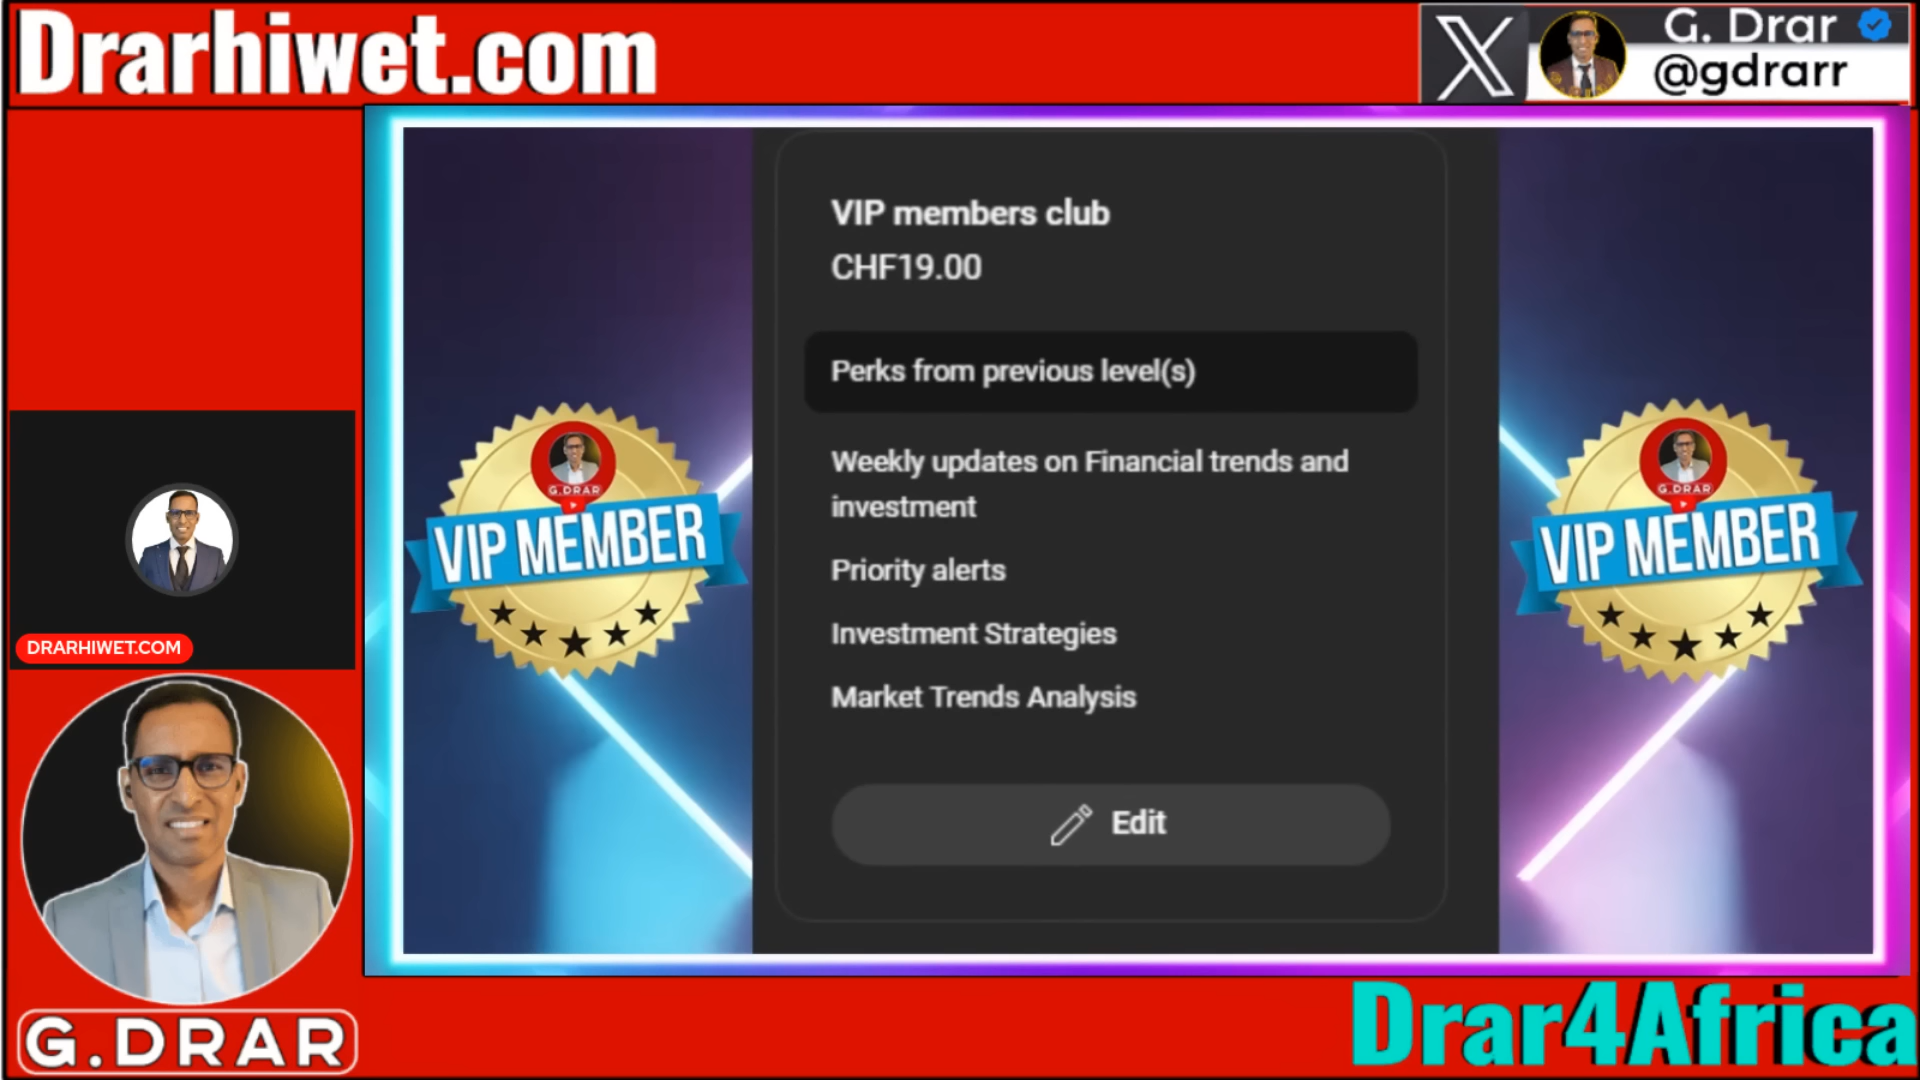 Drarhiwet.com
X
G. Drar
@gdrarr
VIP members club
CHF19.00
Perks from previous level(s)
Weekly updates on Financial trends and
investment
Priority alerts
Investment Strategies
Market Trends Analysis
Edit
G.DRAR
VIP MEMBER
G.DRAR
VIP MEMBER
DRARHIWET.COM
G.DRAR
Drar4Africa